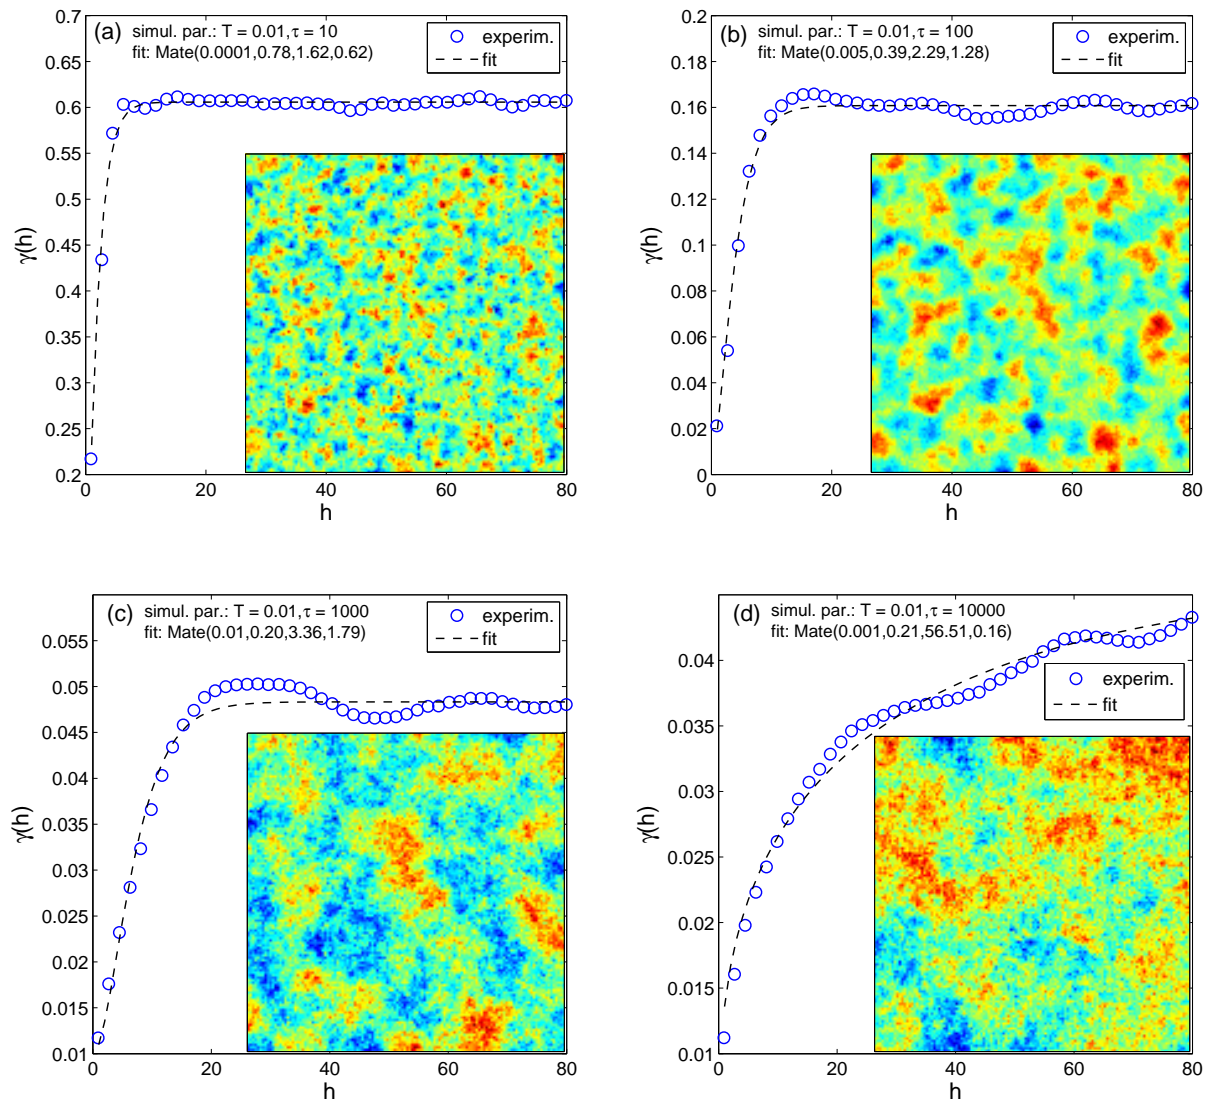 (a) simul. par.: T = 0.01,τ = 10
fit: Mate(0.0001,0.78,1.62,0.62)
experim.
fit
0.7
0.65
0.6
0.55
0.5
0.45
0.4
0.35
0.3
0.25
0.2
γ(h)
0 20 40 60 80
h
(b) simul. par.: T = 0.01,τ = 100
fit: Mate(0.005,0.39,2.29,1.28)
experim.
fit
0.2
0.18
0.16
0.14
0.12
0.1
0.08
0.06
0.04
0.02
0
γ(h)
0 20 40 60 80
h
(c) simul. par.: T = 0.01,τ = 1000
fit: Mate(0.01,0.20,3.36,1.79)
experim.
fit
0.055
0.05
0.045
0.04
0.035
0.03
0.025
0.02
0.015
0.01
γ(h)
0 20 40 60 80
h
(d) simul. par.: T = 0.01,τ = 10000
fit: Mate(0.001,0.21,56.51,0.16)
experim.
fit
0.04
0.035
0.03
0.025
0.02
0.015
0.01
γ(h)
0 20 40 60 80
h